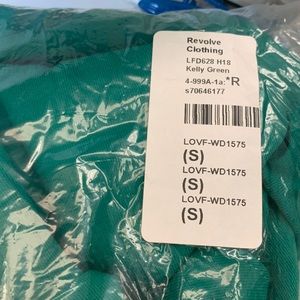 Revolve
Clothing
LFD628 H18
Kelly Green
4-999A-1a:*R
s70646177
LOVF-WD1575
(S)
LOVF-WD1575
(S)
LOVF-WD1575
(S)